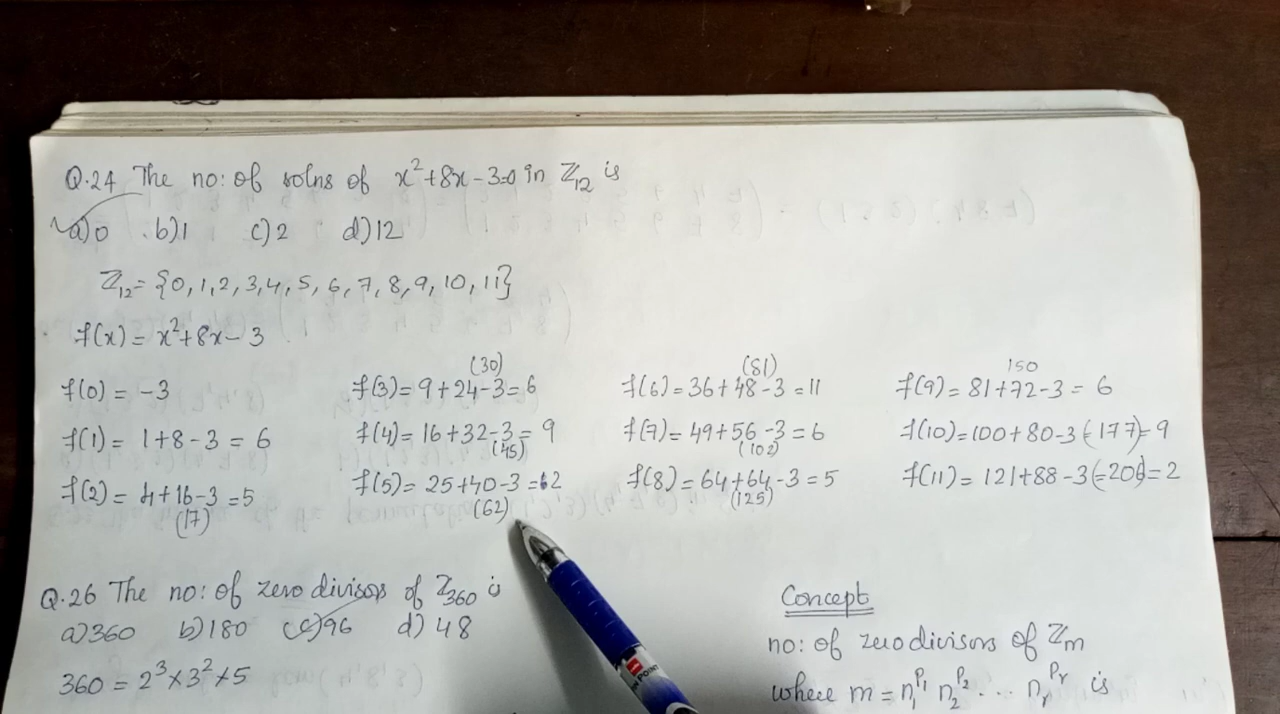 Q.24 The no: of solns of x²+8x-3=0 in Z₁₂ is
a) 0 b) 1 c) 2 d) 12
Z₁₂ = {0, 1, 2, 3, 4, 5, 6, 7, 8, 9, 10, 11}
f(x) = x²+8x-3
f(0) = -3
f(1) = 1+8-3 = 6
f(2) = 4+16-3 = 5
(17)
(30)
f(3) = 9+24-3 = 6
f(4) = 16+32-3 = 9
(45)
f(5) = 25+40-3 = 2
(62)
(81)
f(6) = 36+48-3 = 11
f(7) = 49+56-3 = 6
(102)
f(8) = 64+64-3 = 5
(125)
150
f(9) = 81+72-3 = 6
f(10) = 100+80-3 (=177) = 9
f(11) = 121+88-3 (=206) = 2
Q.26 The no: of zero divisors of Z₃₆₀ is
a) 360 b) 180 c) 96 d) 48
360 = 2³×3²×5
Concept
no: of zero divisors of Zₘ
where m = n₁^P₁ n₂^P₂ ... nᵣ^Pᵣ is